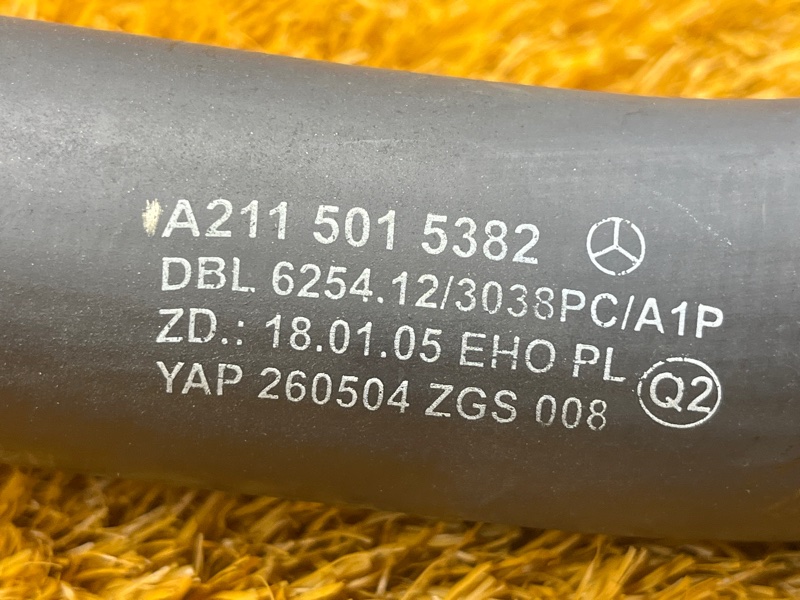 A211 501 5382
DBL 6254.12/3038PC/A1P
ZD.: 18.01.05 EHO PL Q2
YAP 260504 ZGS 008